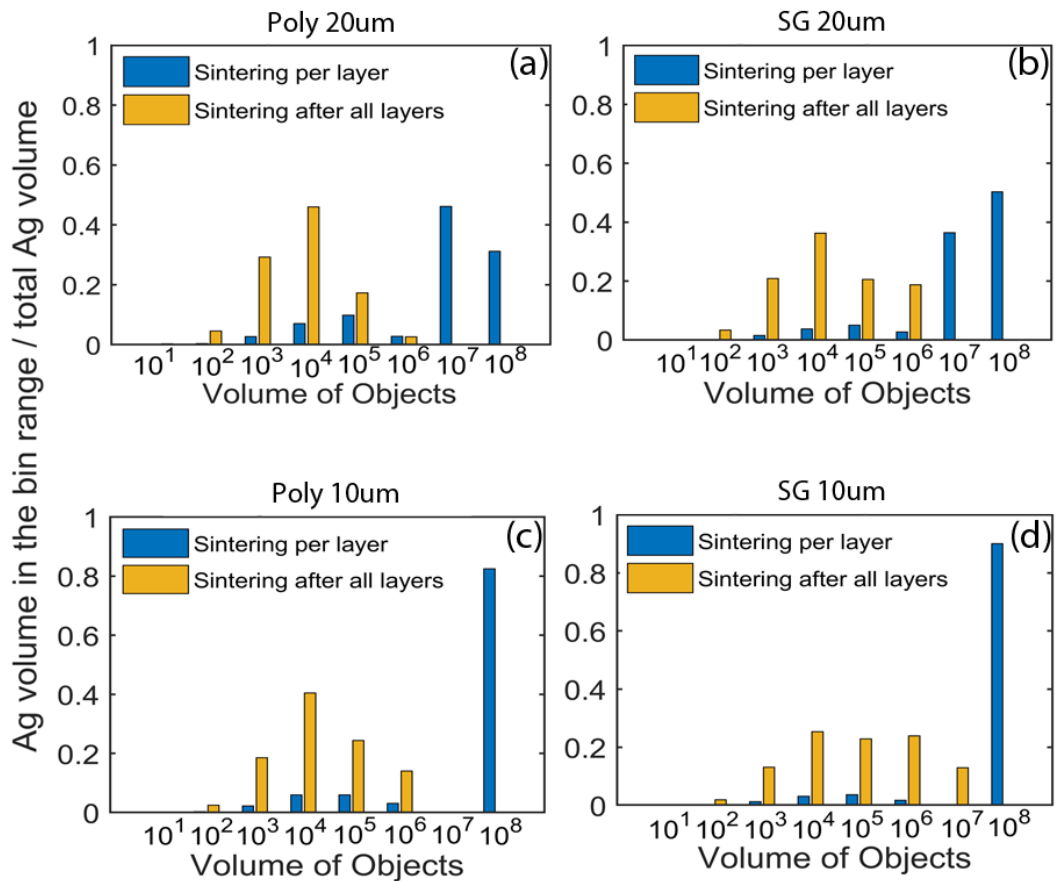 Ag volume in the bin range / total Ag volume
Poly 20um
(a)
Sintering per layer
Sintering after all layers
1
0.8
0.6
0.4
0.2
0
10¹ 10² 10³ 10⁴ 10⁵ 10⁶ 10⁷ 10⁸
Volume of Objects
SG 20um
(b)
Sintering per layer
Sintering after all layers
1
0.8
0.6
0.4
0.2
0
10¹ 10² 10³ 10⁴ 10⁵ 10⁶ 10⁷ 10⁸
Volume of Objects
Poly 10um
(c)
Sintering per layer
Sintering after all layers
1
0.8
0.6
0.4
0.2
0
10¹ 10² 10³ 10⁴ 10⁵ 10⁶ 10⁷ 10⁸
Volume of Objects
SG 10um
(d)
Sintering per layer
Sintering after all layers
1
0.8
0.6
0.4
0.2
0
10¹ 10² 10³ 10⁴ 10⁵ 10⁶ 10⁷ 10⁸
Volume of Objects